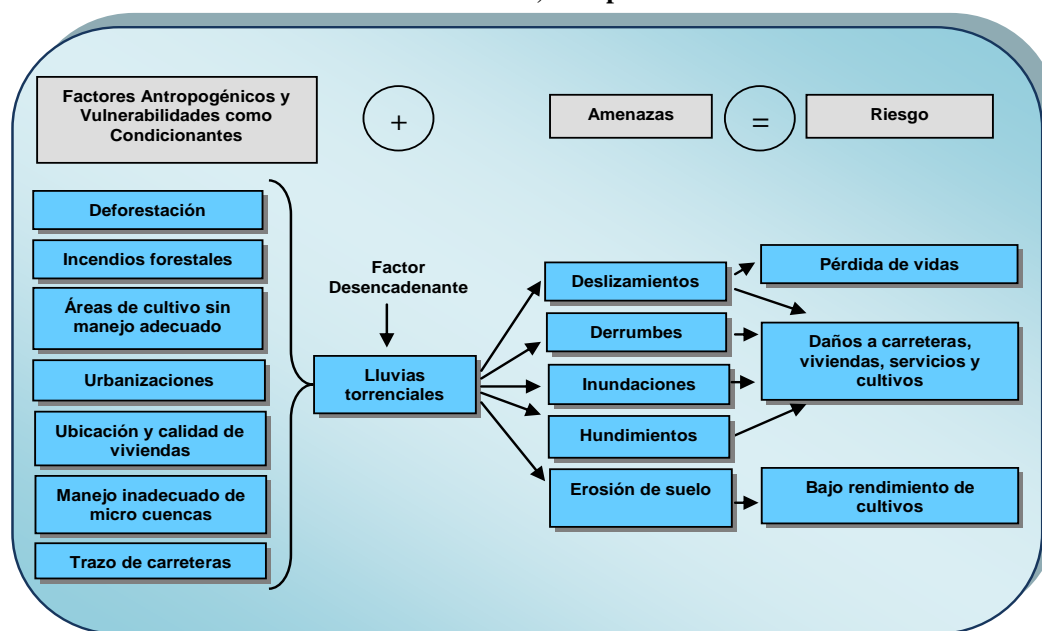 Factores Antropogénicos y
Vulnerabilidades como
Condicionantes
+
Amenazas
=
Riesgo
Deforestación
Incendios forestales
Áreas de cultivo sin
manejo adecuado
Urbanizaciones
Ubicación y calidad de
viviendas
Manejo inadecuado de
micro cuencas
Trazo de carreteras
Factor
Desencadenante
Lluvias
torrenciales
Deslizamientos
Derrumbes
Inundaciones
Hundimientos
Erosión de suelo
Pérdida de vidas
Daños a carreteras,
viviendas, servicios y
cultivos
Bajo rendimiento de
cultivos